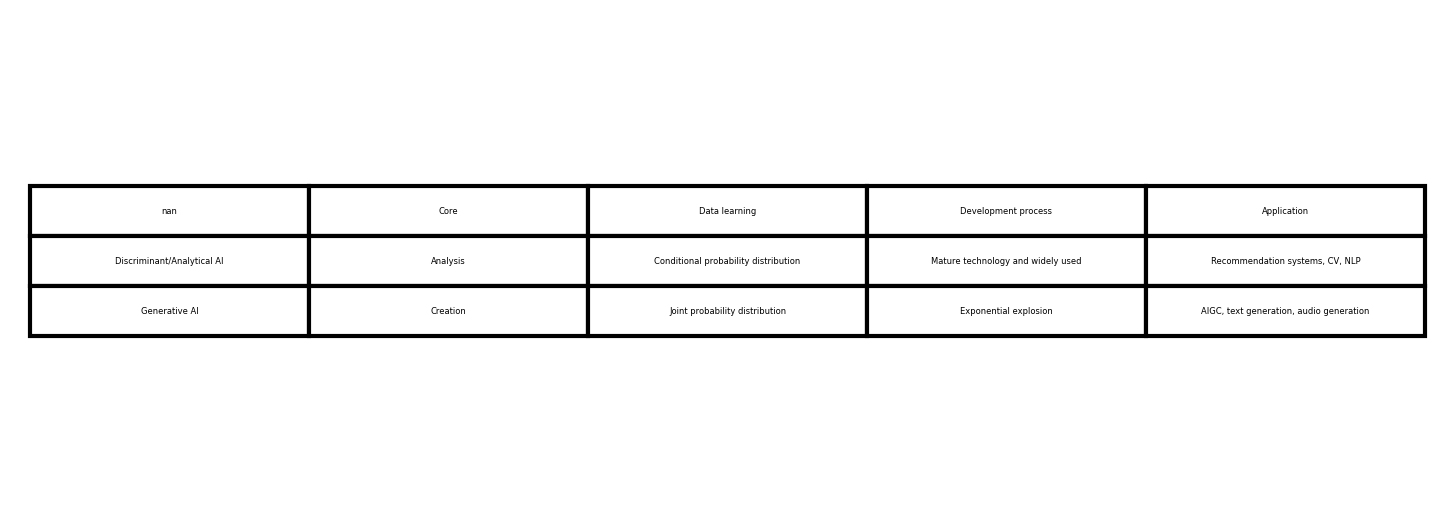 nan Core Data learning Development process Application
Discriminant/Analytical AI Analysis Conditional probability distribution Mature technology and widely used Recommendation systems, CV, NLP
Generative AI Creation Joint probability distribution Exponential explosion AIGC, text generation, audio generation